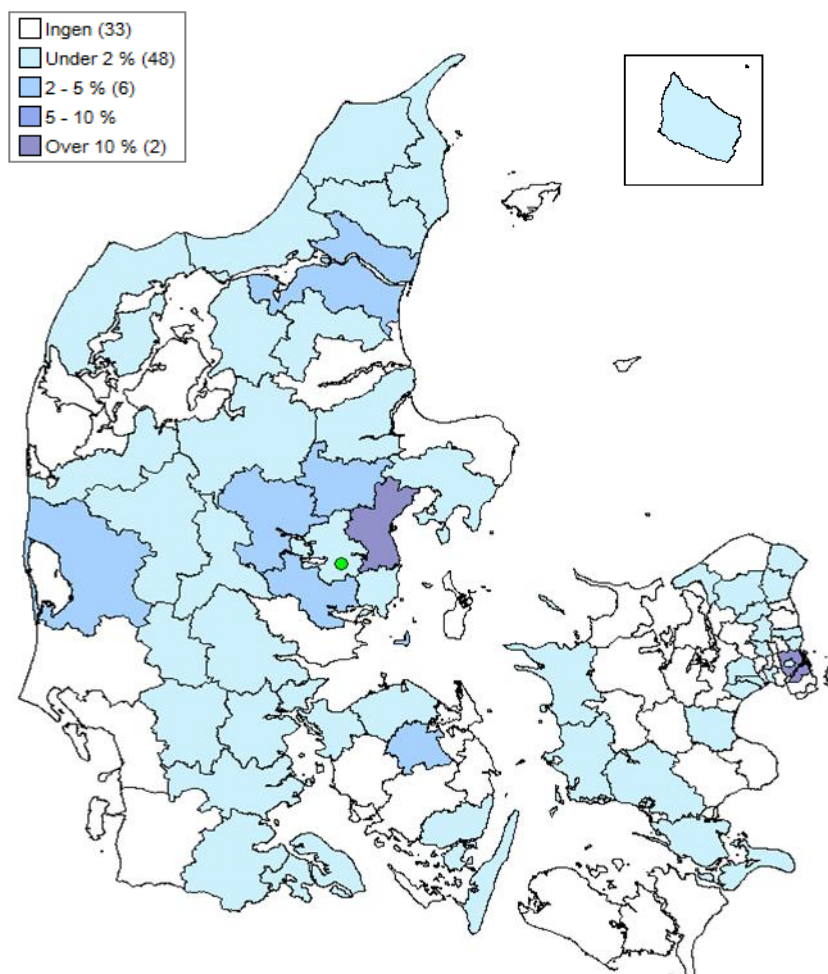 Ingen (33)
Under 2 % (48)
2 - 5 % (6)
5 - 10 %
Over 10 % (2)